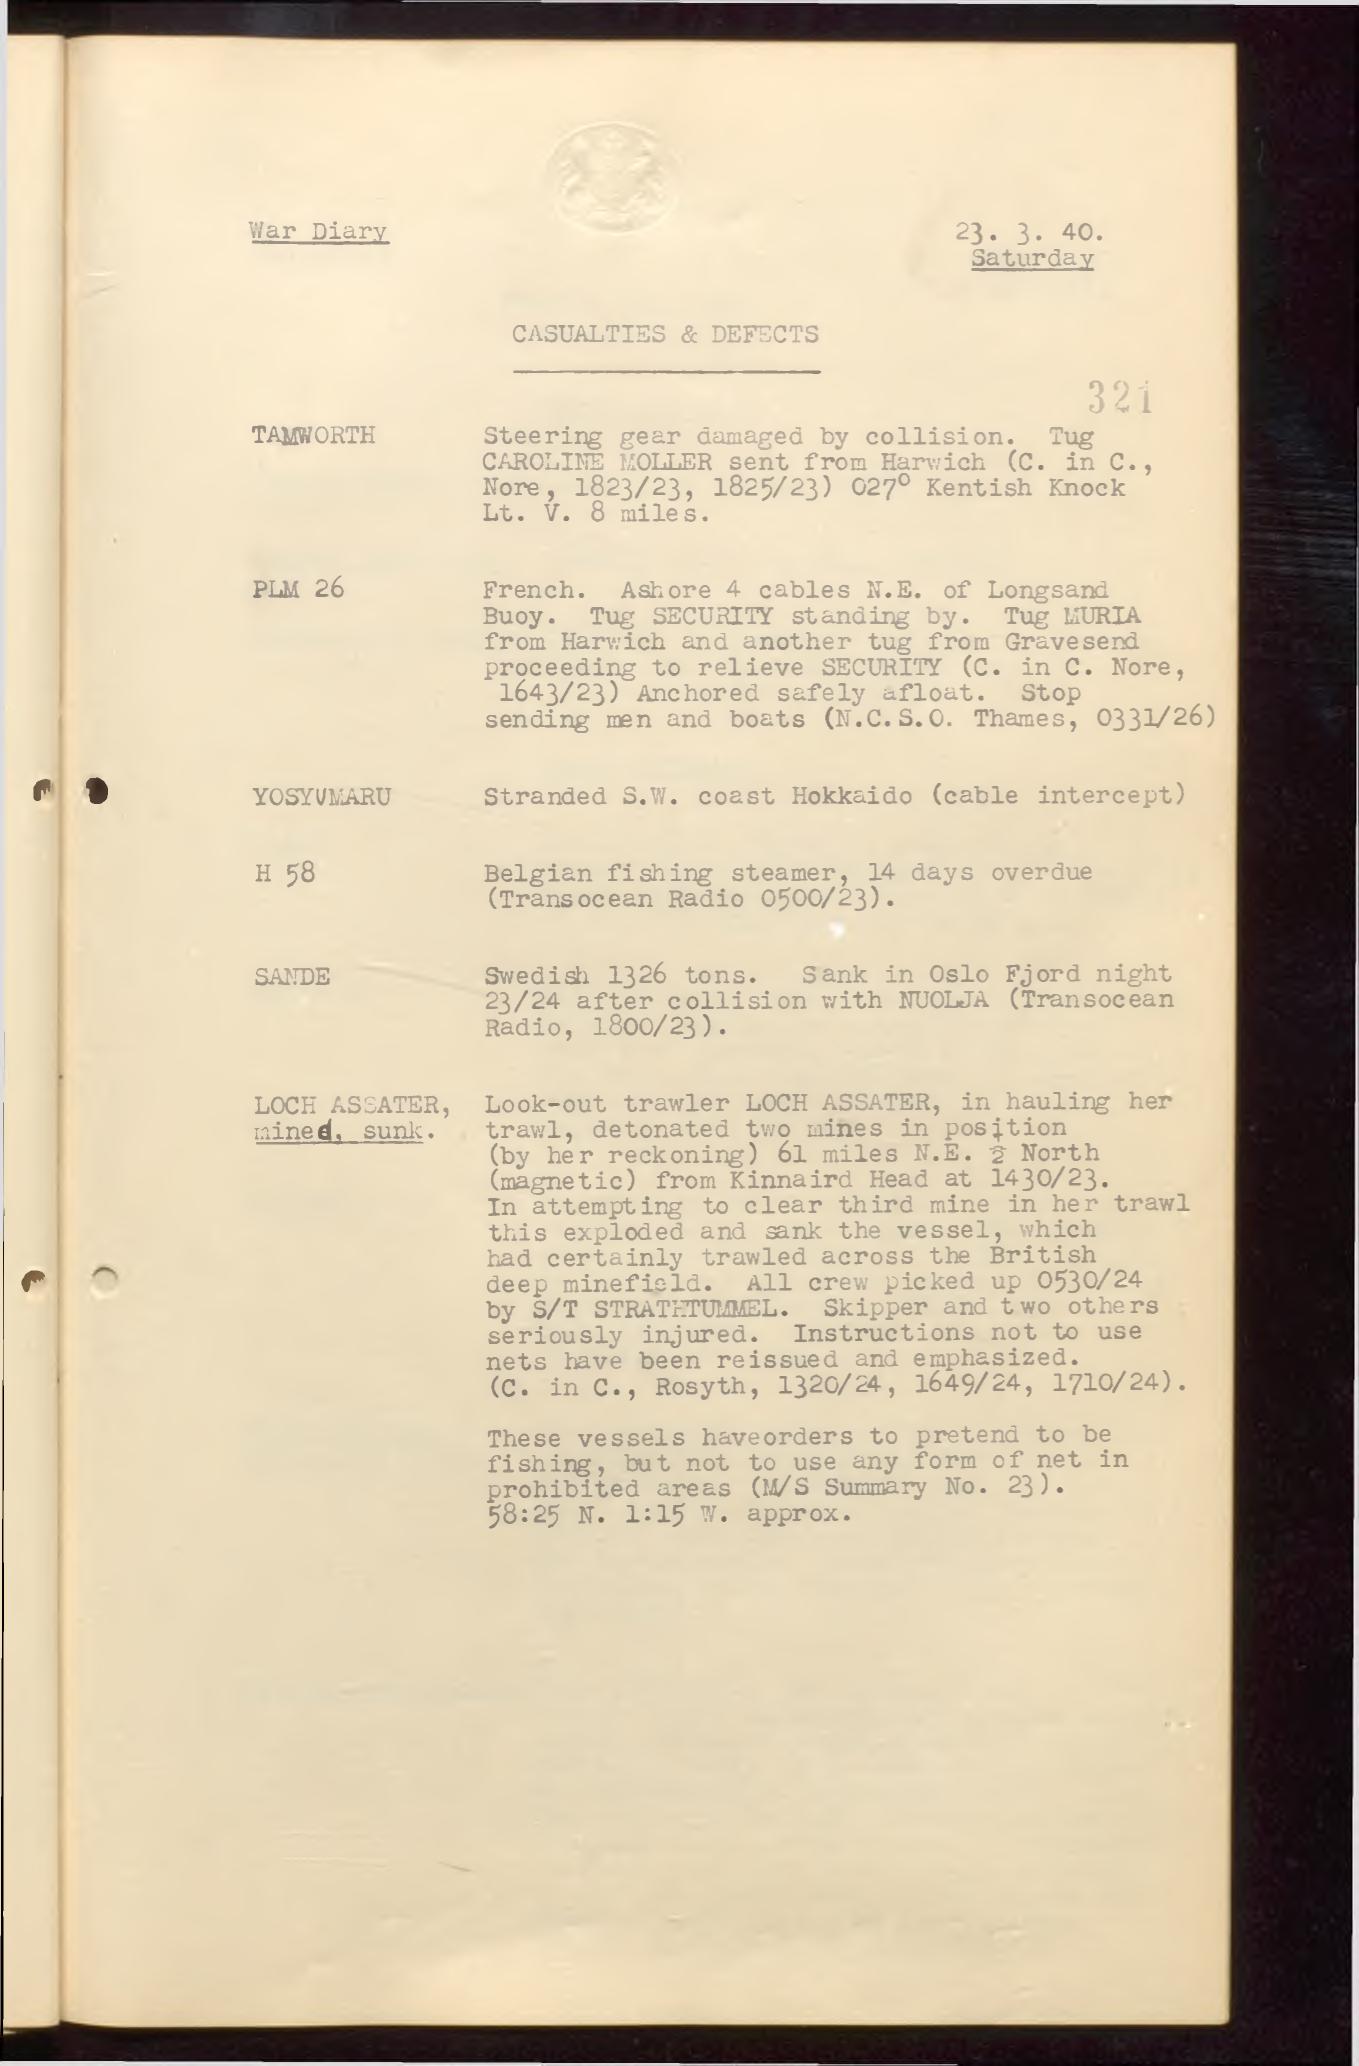 War Diary
23. 3. 40.
Saturday
CASUALTIES & DEFECTS
321
TAMWORTH Steering gear damaged by collision. Tug
CAROLINE MOLLER sent from Harwich (C. in C.,
Nore, 1823/23, 1825/23) 027° Kentish Knock
Lt. V. 8 miles.
PLM 26 French. Ashore 4 cables N.E. of Longsand
Buoy. Tug SECURITY standing by. Tug MURIA
from Harwich and another tug from Gravesend
proceeding to relieve SECURITY (C. in C. Nore,
1643/23) Anchored safely afloat. Stop
sending men and boats (N.C.S.O. Thames, 0331/26)
YOSYUMARU Stranded S.W. coast Hokkaido (cable intercept)
H 58 Belgian fishing steamer, 14 days overdue
(Transocean Radio 0500/23).
SANDE Swedish 1326 tons. Sank in Oslo Fjord night
23/24 after collision with NUOLJA (Transocean
Radio, 1800/23).
LOCH ASSATER, Look-out trawler LOCH ASSATER, in hauling her
mined, sunk. trawl, detonated two mines in position
(by her reckoning) 61 miles N.E. ½ North
(magnetic) from Kinnaird Head at 1430/23.
In attempting to clear third mine in her trawl
this exploded and sank the vessel, which
had certainly trawled across the British
deep minefield. All crew picked up 0530/24
by S/T STRATHTUMMEL. Skipper and two others
seriously injured. Instructions not to use
nets have been reissued and emphasized.
(C. in C., Rosyth, 1320/24, 1649/24, 1710/24).
These vessels haveorders to pretend to be
fishing, but not to use any form of net in
prohibited areas (M/S Summary No. 23).
58:25 N. 1:15 W. approx.